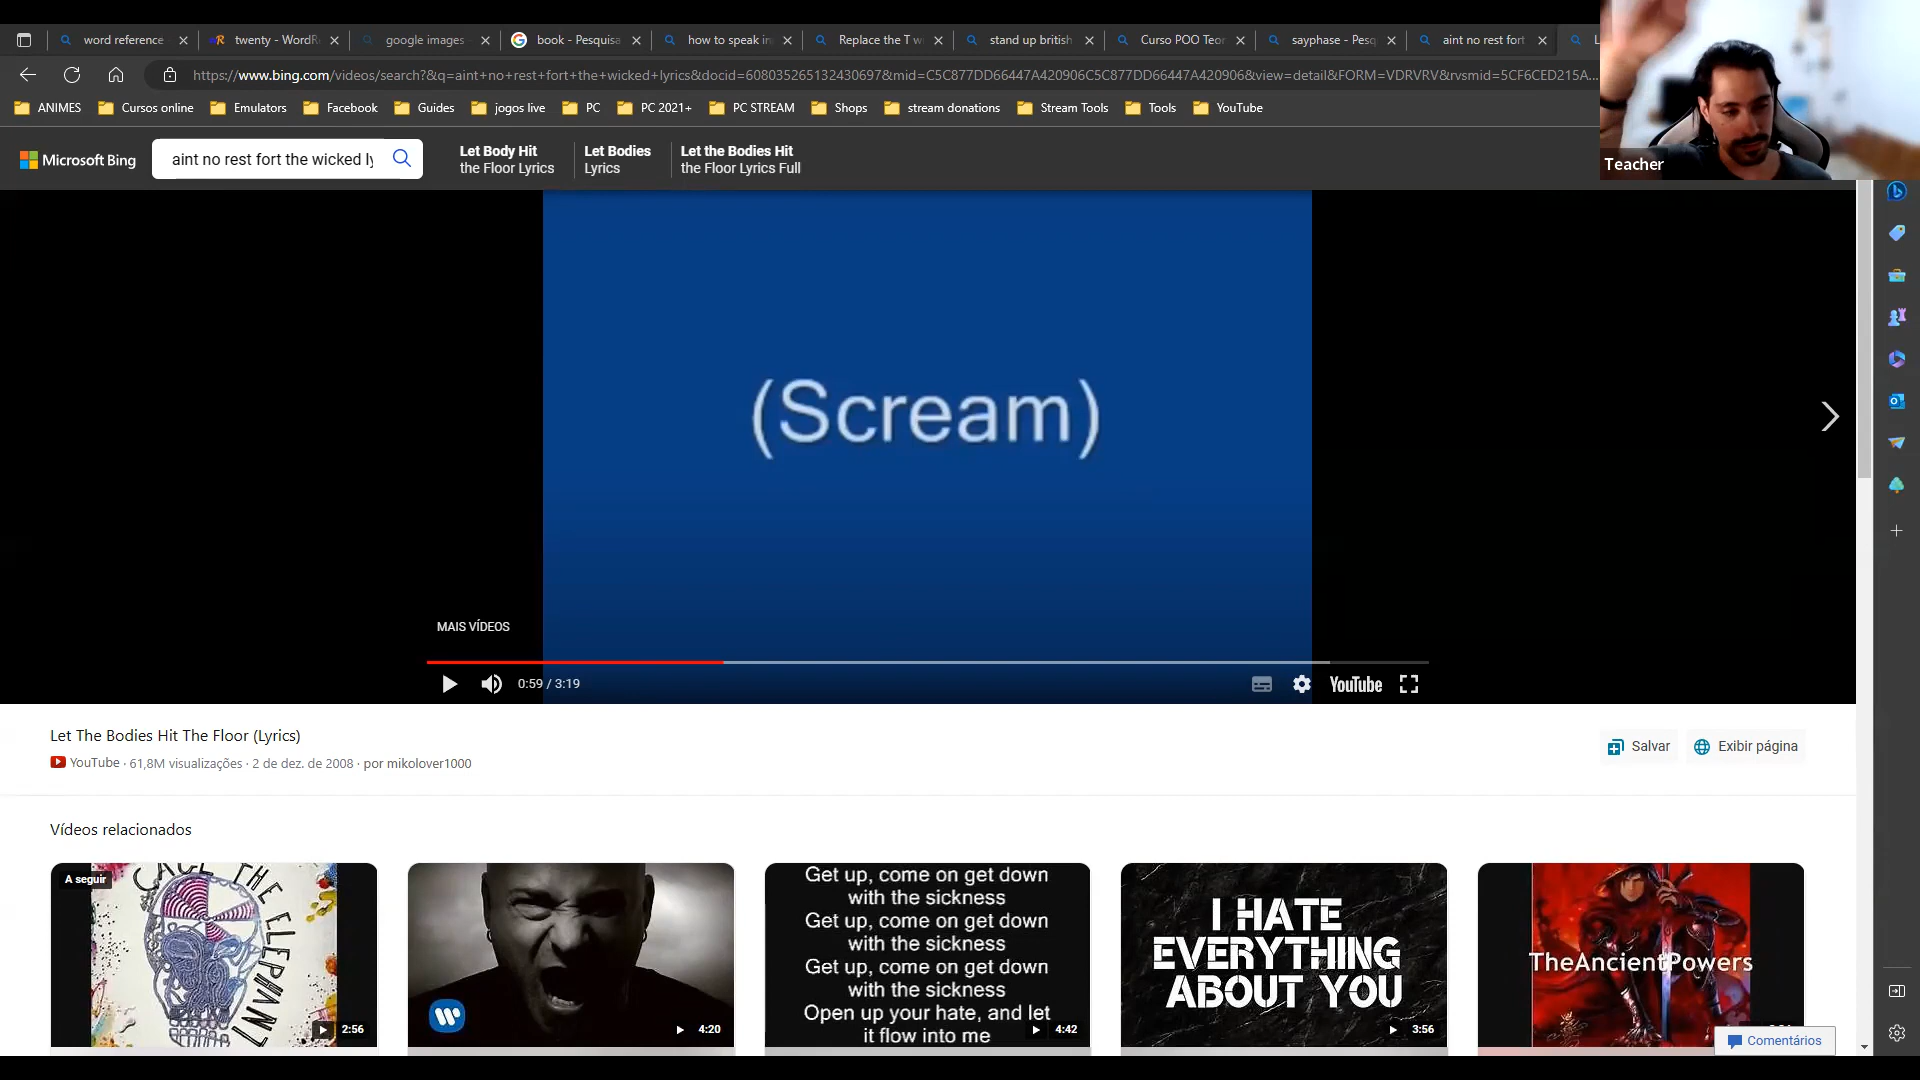 word reference
twenty - WordR
google images -
book - Pesquisa
how to speak in
Replace the T w
stand up british
Curso POO Teor
sayphase - Pesq
aint no rest fort
https://www.bing.com/videos/search?&q=aint+no+rest+fort+the+wicked+lyrics&docid=608035265132430697&mid=C5C877DD66447A420906C5C877DD66447A420906&view=detail&FORM=VDRVRV&rvsmid=5CF6CED215A...
ANIMES
Cursos online
Emulators
Facebook
Guides
jogos live
PC
PC 2021+
PC STREAM
Shops
stream donations
Stream Tools
Tools
YouTube
Teacher
Microsoft Bing
aint no rest fort the wicked ly
Let Body Hit
the Floor Lyrics
Let Bodies
Lyrics
Let the Bodies Hit
the Floor Lyrics Full
(Scream)
MAIS VÍDEOS
0:59 / 3:19
YouTube
Let The Bodies Hit The Floor (Lyrics)
YouTube · 61,8M visualizações · 2 de dez. de 2008 · por mikolover1000
Salvar
Exibir página
Vídeos relacionados
A seguir
CAGE THE ELEPHANT
2:56
4:20
Get up, come on get down
with the sickness
Get up, come on get down
with the sickness
Get up, come on get down
with the sickness
Open up your hate, and let
it flow into me
4:42
I HATE
EVERYTHING
ABOUT YOU
3:56
TheAncientPowers
Comentários